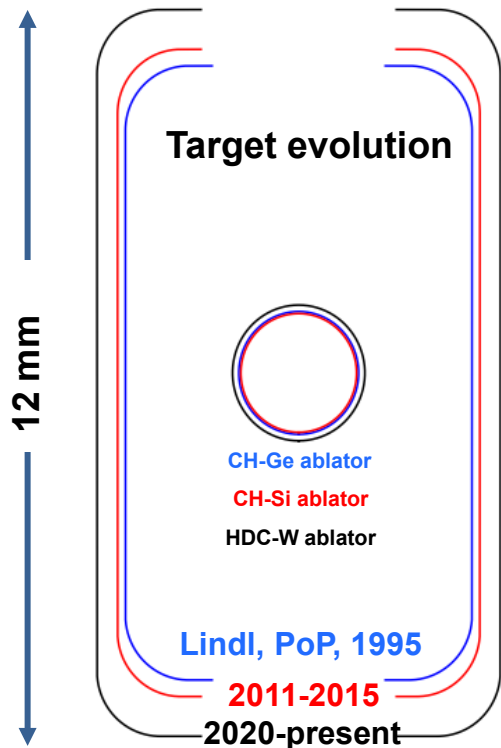 Target evolution
12 mm
CH-Ge ablator
CH-Si ablator
HDC-W ablator
Lindl, PoP, 1995
2011-2015
2020-present